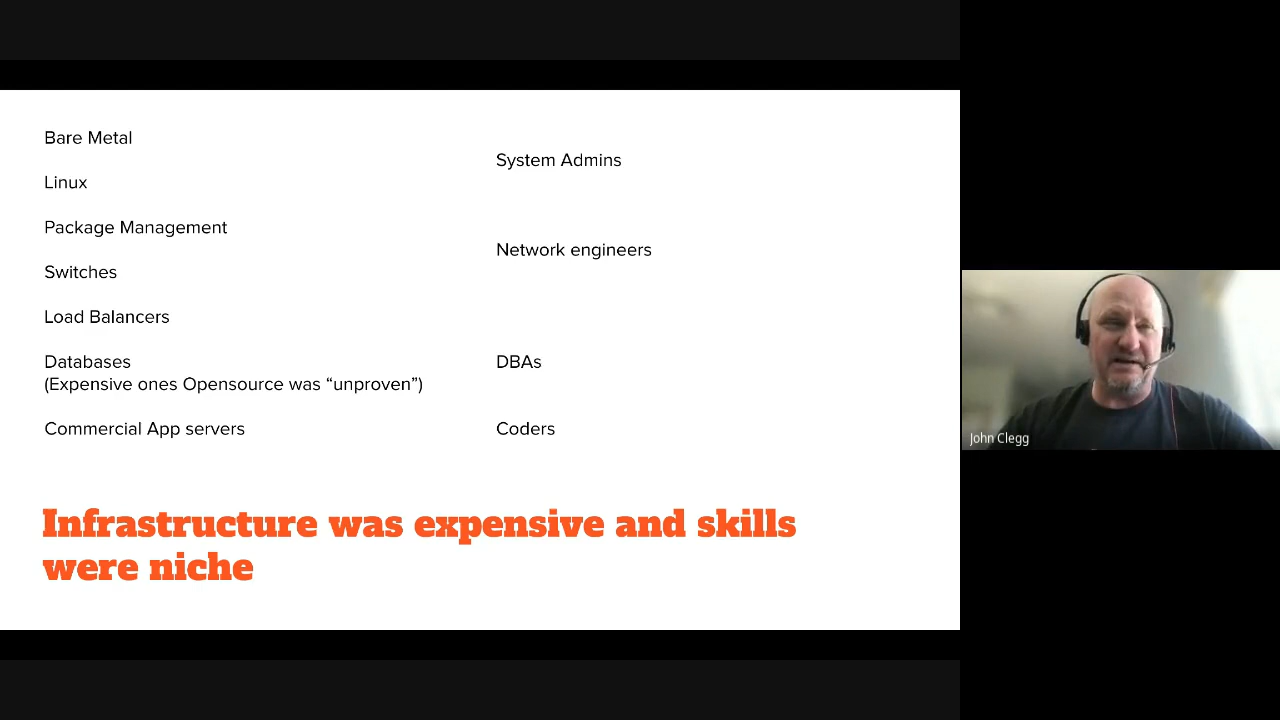 Bare Metal
System Admins
Linux
Package Management
Network engineers
Switches
Load Balancers
Databases
DBAs
(Expensive ones Opensource was “unproven”)
Commercial App servers
Coders
Infrastructure was expensive and skills
were niche
John Clegg